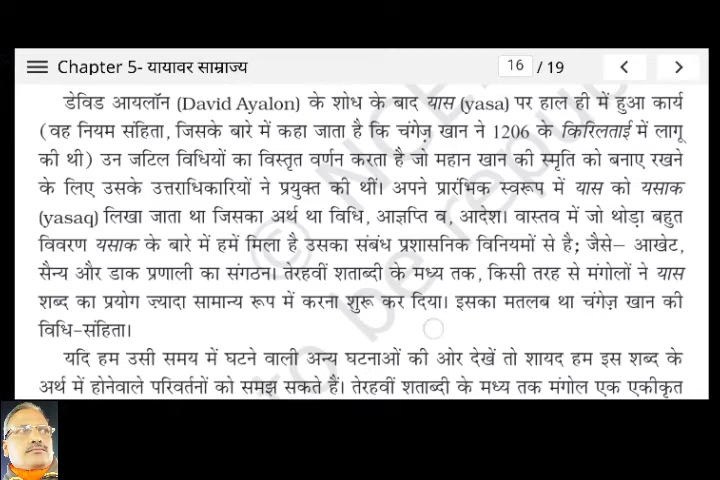 Chapter 5- यायावर साम्राज्य
16 / 19
डेविड आयलॉन (David Ayalon) के शोध के बाद यास (yasa) पर हाल ही में हुआ कार्य
(वह नियम संहिता, जिसके बारे में कहा जाता है कि चंगेज़ खान ने 1206 के किरिलताई में लागू
की थी) उन जटिल विधियों का विस्तृत वर्णन करता है जो महान खान की स्मृति को बनाए रखने
के लिए उसके उत्तराधिकारियों ने प्रयुक्त की थीं। अपने प्रारंभिक स्वरूप में यास को यसाक
(yasaq) लिखा जाता था जिसका अर्थ था विधि, आज्ञप्ति व, आदेश। वास्तव में जो थोड़ा बहुत
विवरण यसाक के बारे में हमें मिला है उसका संबंध प्रशासनिक विनियमों से है; जैसे– आखेट,
सैन्य और डाक प्रणाली का संगठन। तेरहवीं शताब्दी के मध्य तक, किसी तरह से मंगोलों ने यास
शब्द का प्रयोग ज़्यादा सामान्य रूप में करना शुरू कर दिया। इसका मतलब था चंगेज़ खान की
विधि-संहिता।
यदि हम उसी समय में घटने वाली अन्य घटनाओं की ओर देखें तो शायद हम इस शब्द के
अर्थ में होनेवाले परिवर्तनों को समझ सकते हैं। तेरहवीं शताब्दी के मध्य तक मंगोल एक एकीकृत